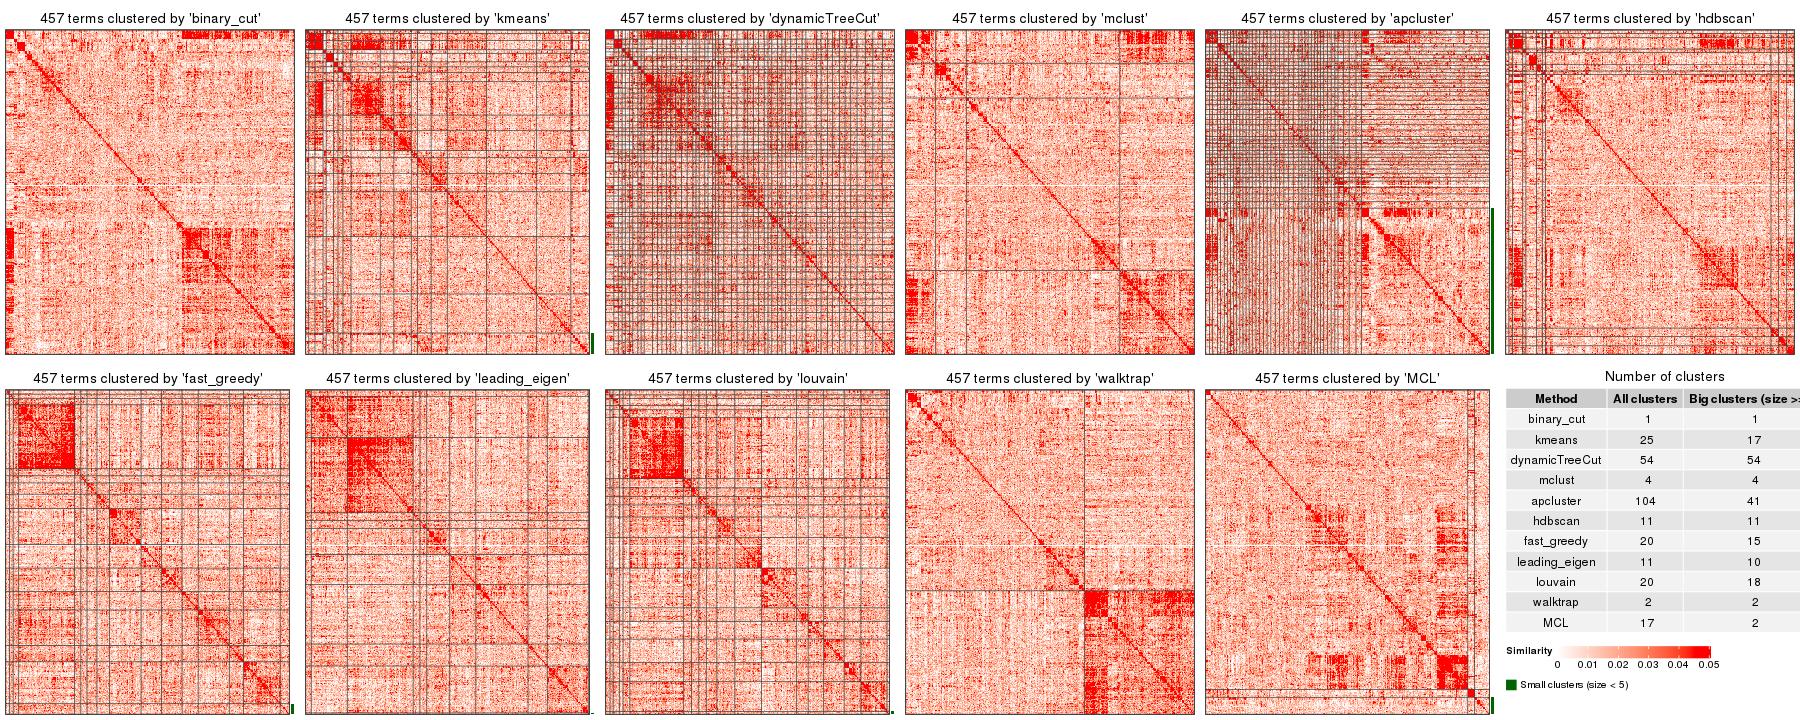 457 terms clustered by 'binary_cut'
457 terms clustered by 'kmeans'
457 terms clustered by 'dynamicTreeCut'
457 terms clustered by 'mclust'
457 terms clustered by 'apcluster'
457 terms clustered by 'hdbscan'
457 terms clustered by 'fast_greedy'
457 terms clustered by 'leading_eigen'
457 terms clustered by 'louvain'
457 terms clustered by 'walktrap'
457 terms clustered by 'MCL'
Number of clusters
Method All clusters Big clusters (size >=
binary_cut 1 1
kmeans 25 17
dynamicTreeCut 54 54
mclust 4 4
apcluster 104 41
hdbscan 11 11
fast_greedy 20 15
leading_eigen 11 10
louvain 20 18
walktrap 2 2
MCL 17 2
Similarity
0 0.01 0.02 0.03 0.04 0.05
Small clusters (size < 5)